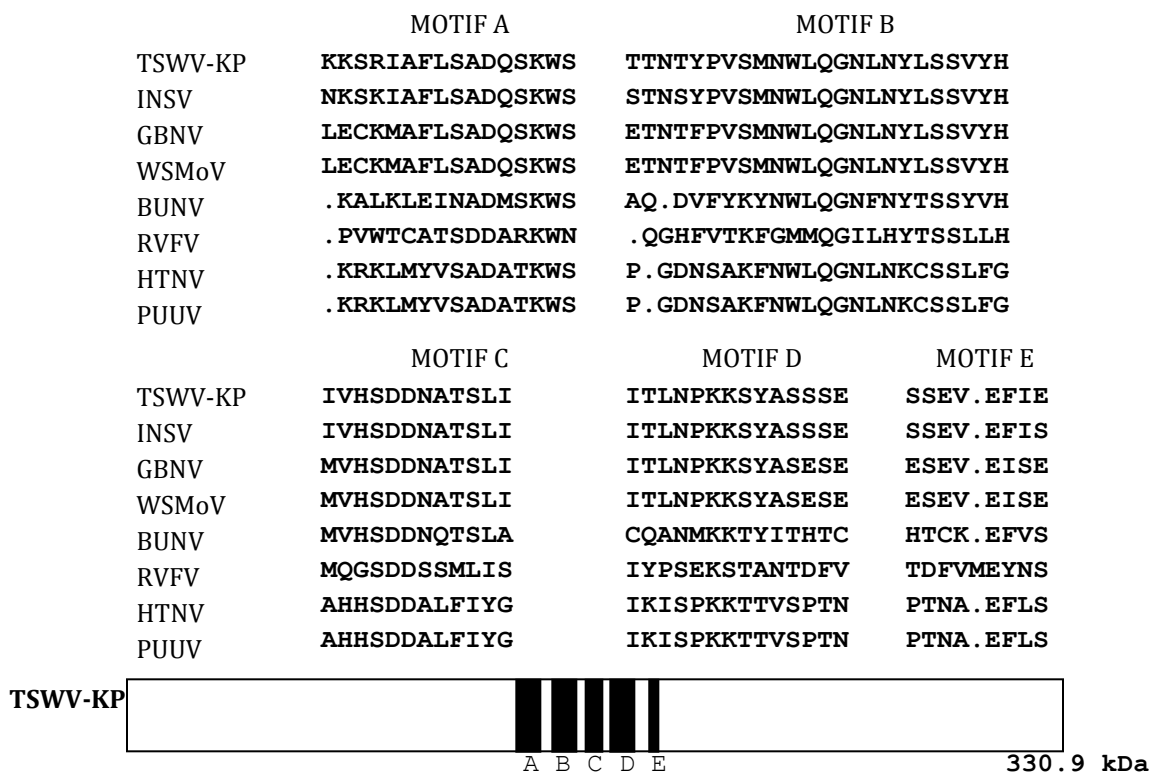 MOTIF A MOTIF B
TSWV-KP KKSRIAFLSADQSKWS TTNTYPVSMNWLQGNLNYLSSVYH
INSV NKSKIAFLSADQSKWS STNSYPVSMNWLQGNLNYLSSVYH
GBNV LECKMAFLSADQSKWS ETNTFPVSMNWLQGNLNYLSSVYH
WSMoV LECKMAFLSADQSKWS ETNTFPVSMNWLQGNLNYLSSVYH
BUNV .KALKLEINADMSKWS AQ.DVFYKYNWLQGNFNYTSSYVH
RVFV .PVWTCATSDDARKWN .QGHFVTKFGMMQGILHYTSSLLH
HTNV .KRKLMYVSADATKWS P.GDNSAKFNWLQGNLNKCSSLFG
PUUV .KRKLMYVSADATKWS P.GDNSAKFNWLQGNLNKCSSLFG
MOTIF C MOTIF D MOTIF E
TSWV-KP IVHSDDNATSLI ITLNPKKSYASSSE SSEV.EFIE
INSV IVHSDDNATSLI ITLNPKKSYASSSE SSEV.EFIS
GBNV MVHSDDNATSLI ITLNPKKSYASESE ESEV.EISE
WSMoV MVHSDDNATSLI ITLNPKKSYASESE ESEV.EISE
BUNV MVHSDDNQTSLA CQANMKKTYITHTC HTCK.EFVS
RVFV MQGSDDSSMLIS IYPSEKSTANTDFV TDFVMEYNS
HTNV AHHSDDALFIYG IKISPKKTTVSPTN PTNA.EFLS
PUUV AHHSDDALFIYG IKISPKKTTVSPTN PTNA.EFLS
TSWV-KP
A B C D E 330.9 kDa